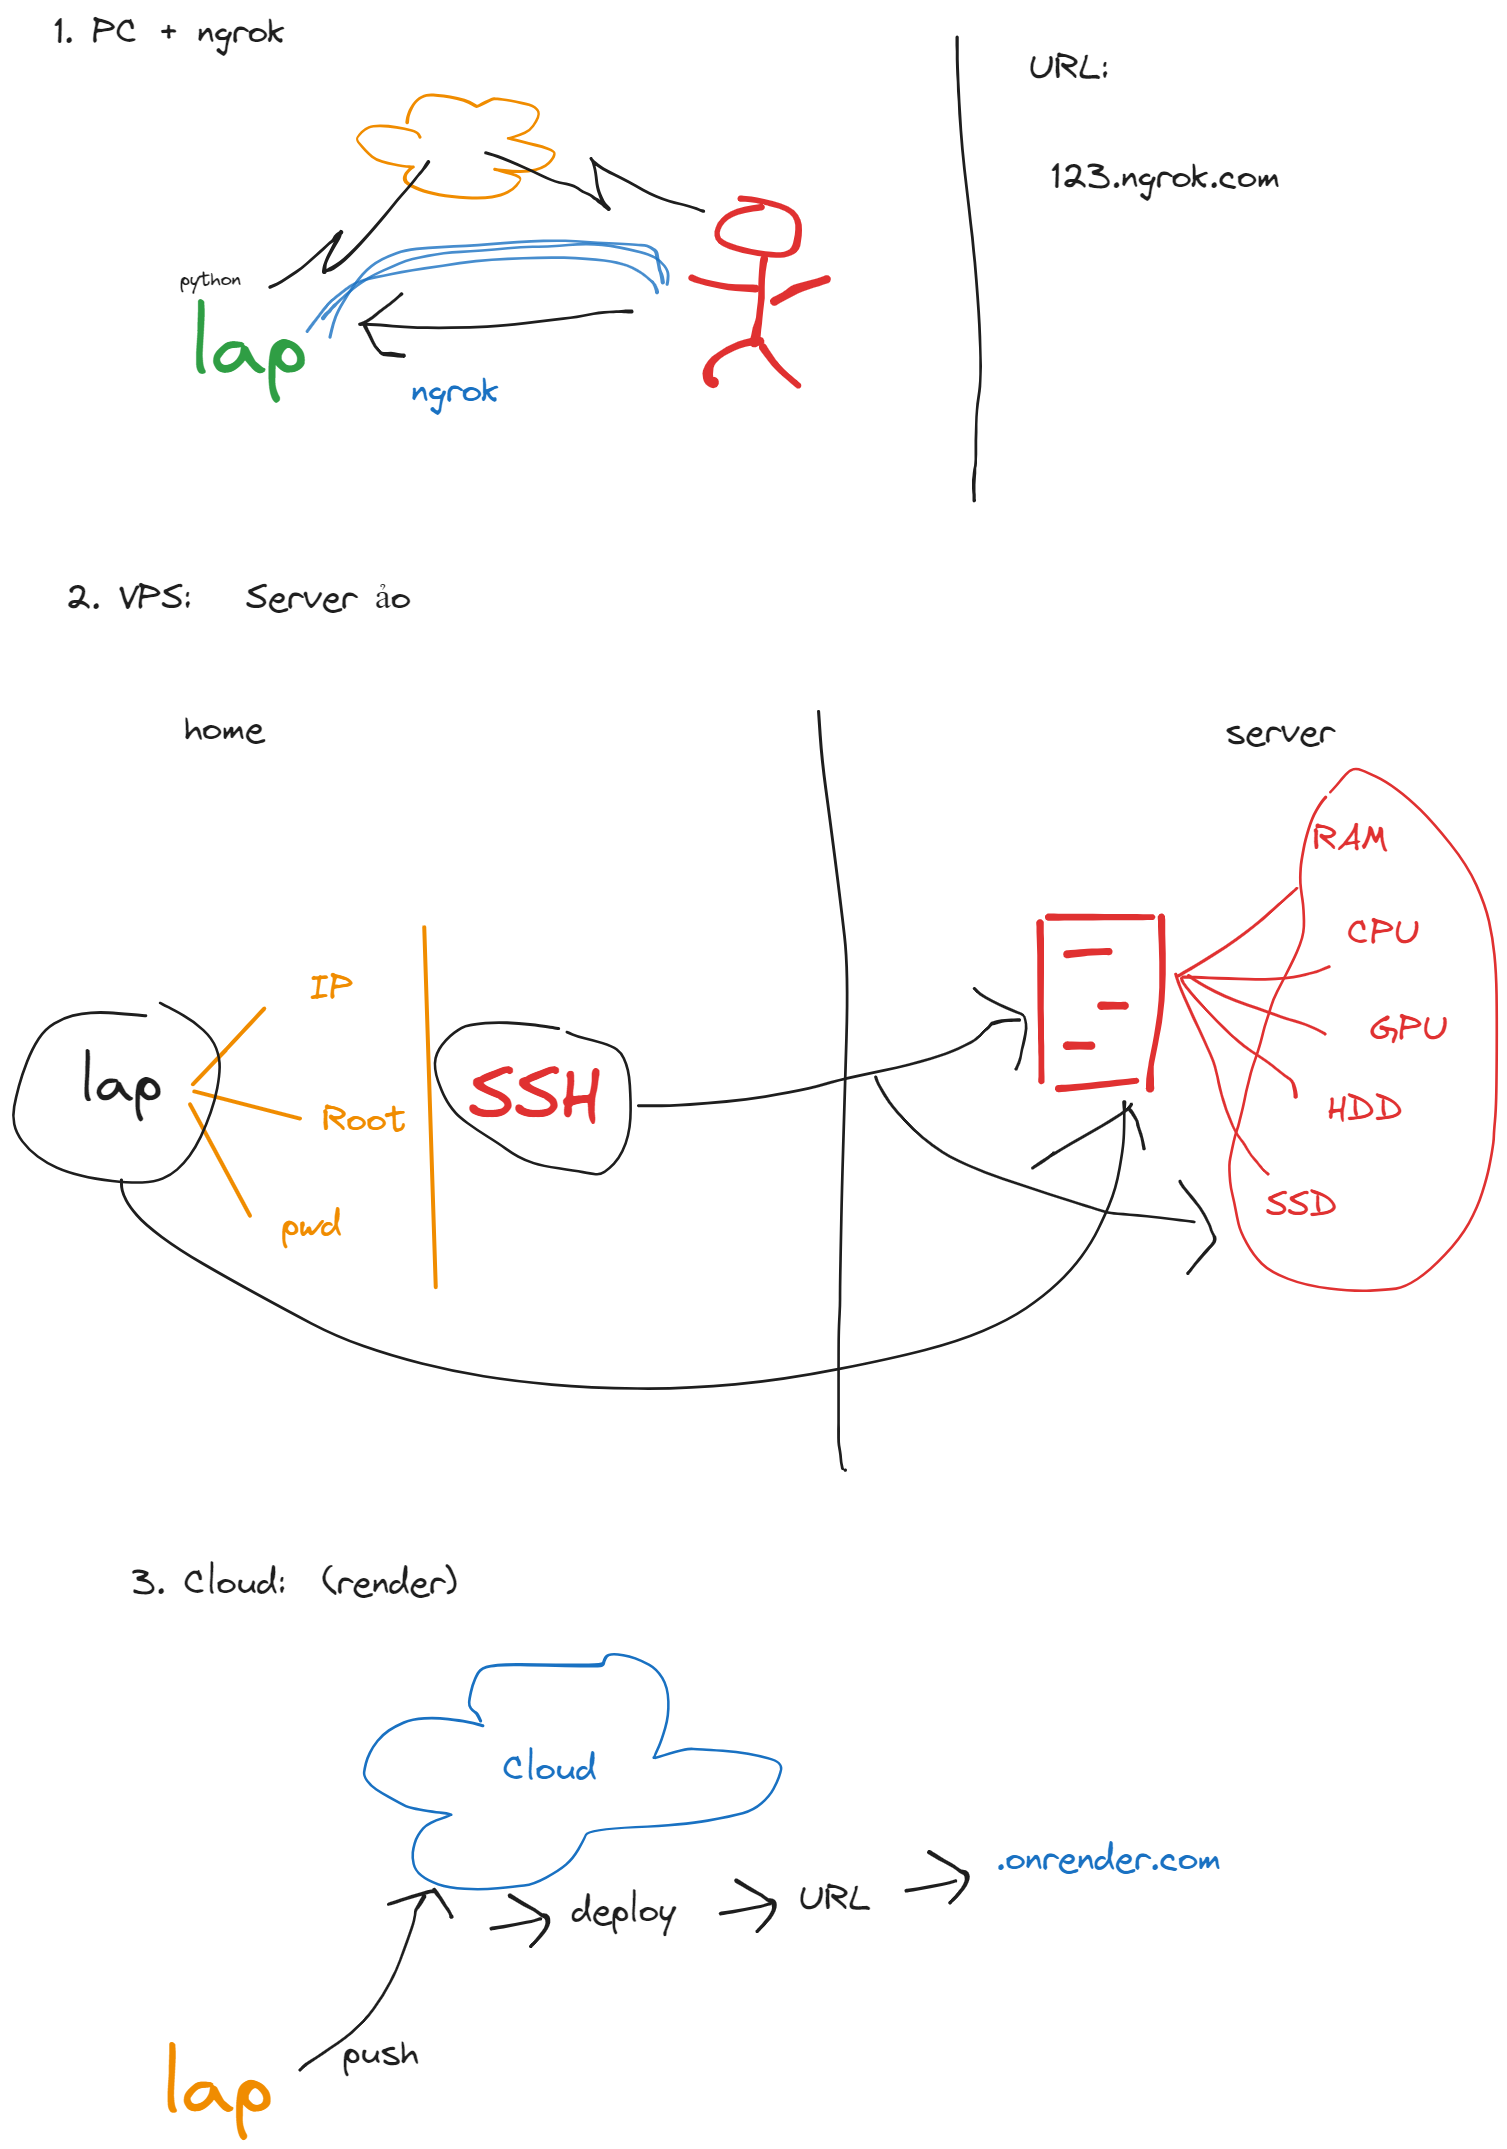 1. PC + ngrok
URL:
123.ngrok.com
python
lap
ngrok
2. VPS: Server ảo
home
server
RAM
CPU
IP
GPU
lap
SSH
Root
HDD
SSD
pwd
3. Cloud: (render)
Cloud
.onrender.com
deploy
URL
push
lap